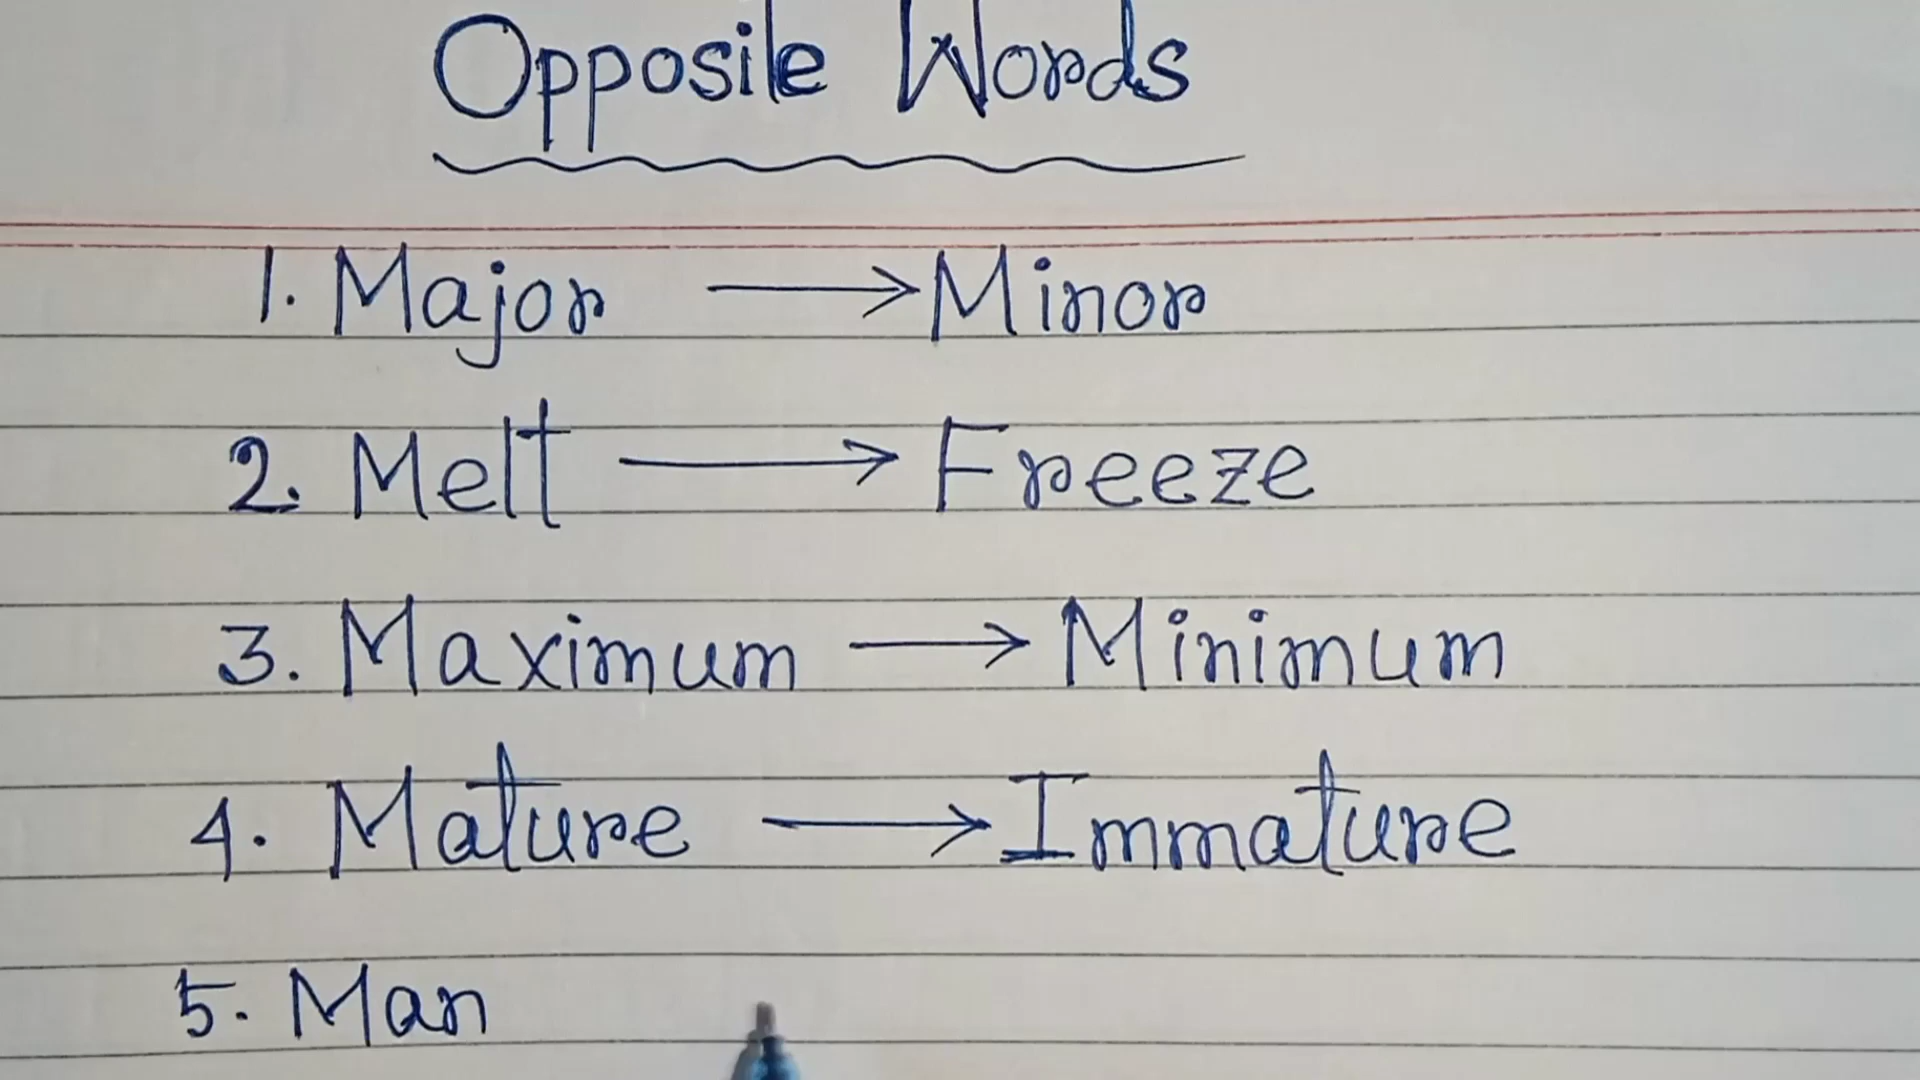 Opposite Words
1. Major → Minor
2. Melt → Freeze
3. Maximum → Minimum
4. Mature → Immature
5. Man